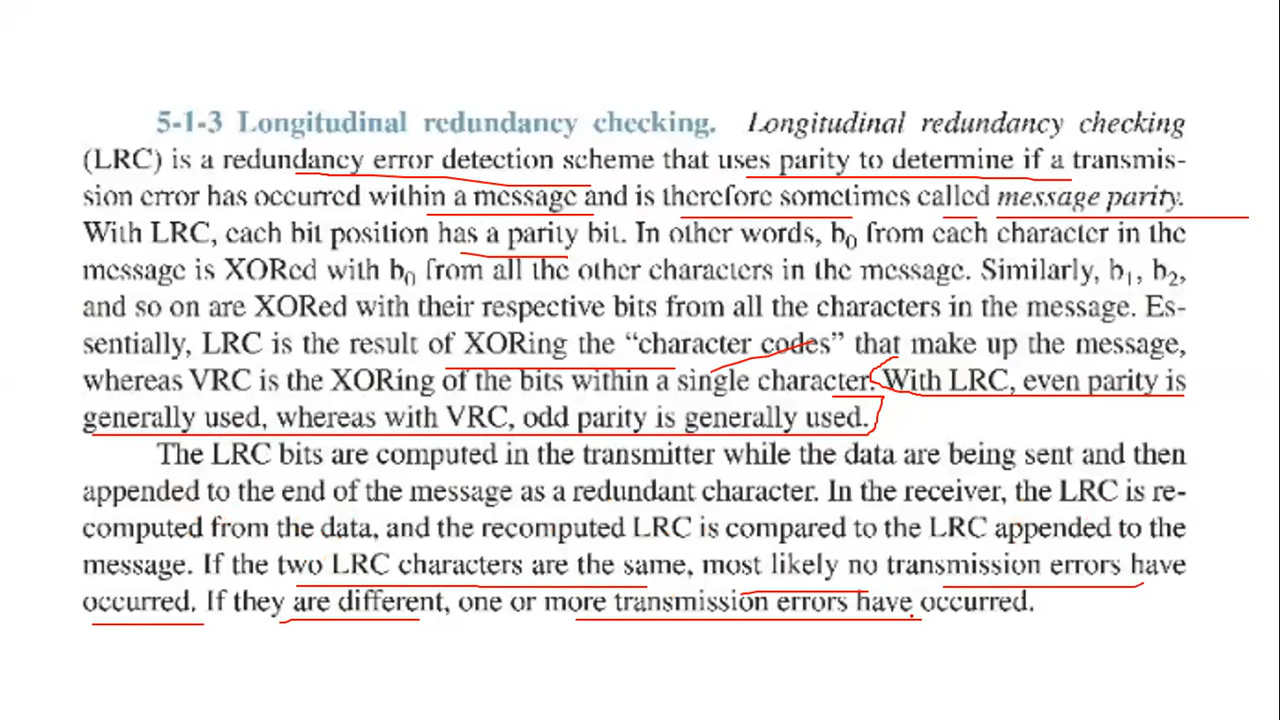 5-1-3 Longitudinal redundancy checking. Longitudinal redundancy checking
(LRC) is a redundancy error detection scheme that uses parity to determine if a transmis-
sion error has occurred within a message and is therefore sometimes called message parity.
With LRC, each bit position has a parity bit. In other words, b₀ from each character in the
message is XORed with b₀ from all the other characters in the message. Similarly, b₁, b₂,
and so on are XORed with their respective bits from all the characters in the message. Es-
sentially, LRC is the result of XORing the “character codes” that make up the message,
whereas VRC is the XORing of the bits within a single character. With LRC, even parity is
generally used, whereas with VRC, odd parity is generally used.
The LRC bits are computed in the transmitter while the data are being sent and then
appended to the end of the message as a redundant character. In the receiver, the LRC is re-
computed from the data, and the recomputed LRC is compared to the LRC appended to the
message. If the two LRC characters are the same, most likely no transmission errors have
occurred. If they are different, one or more transmission errors have occurred.